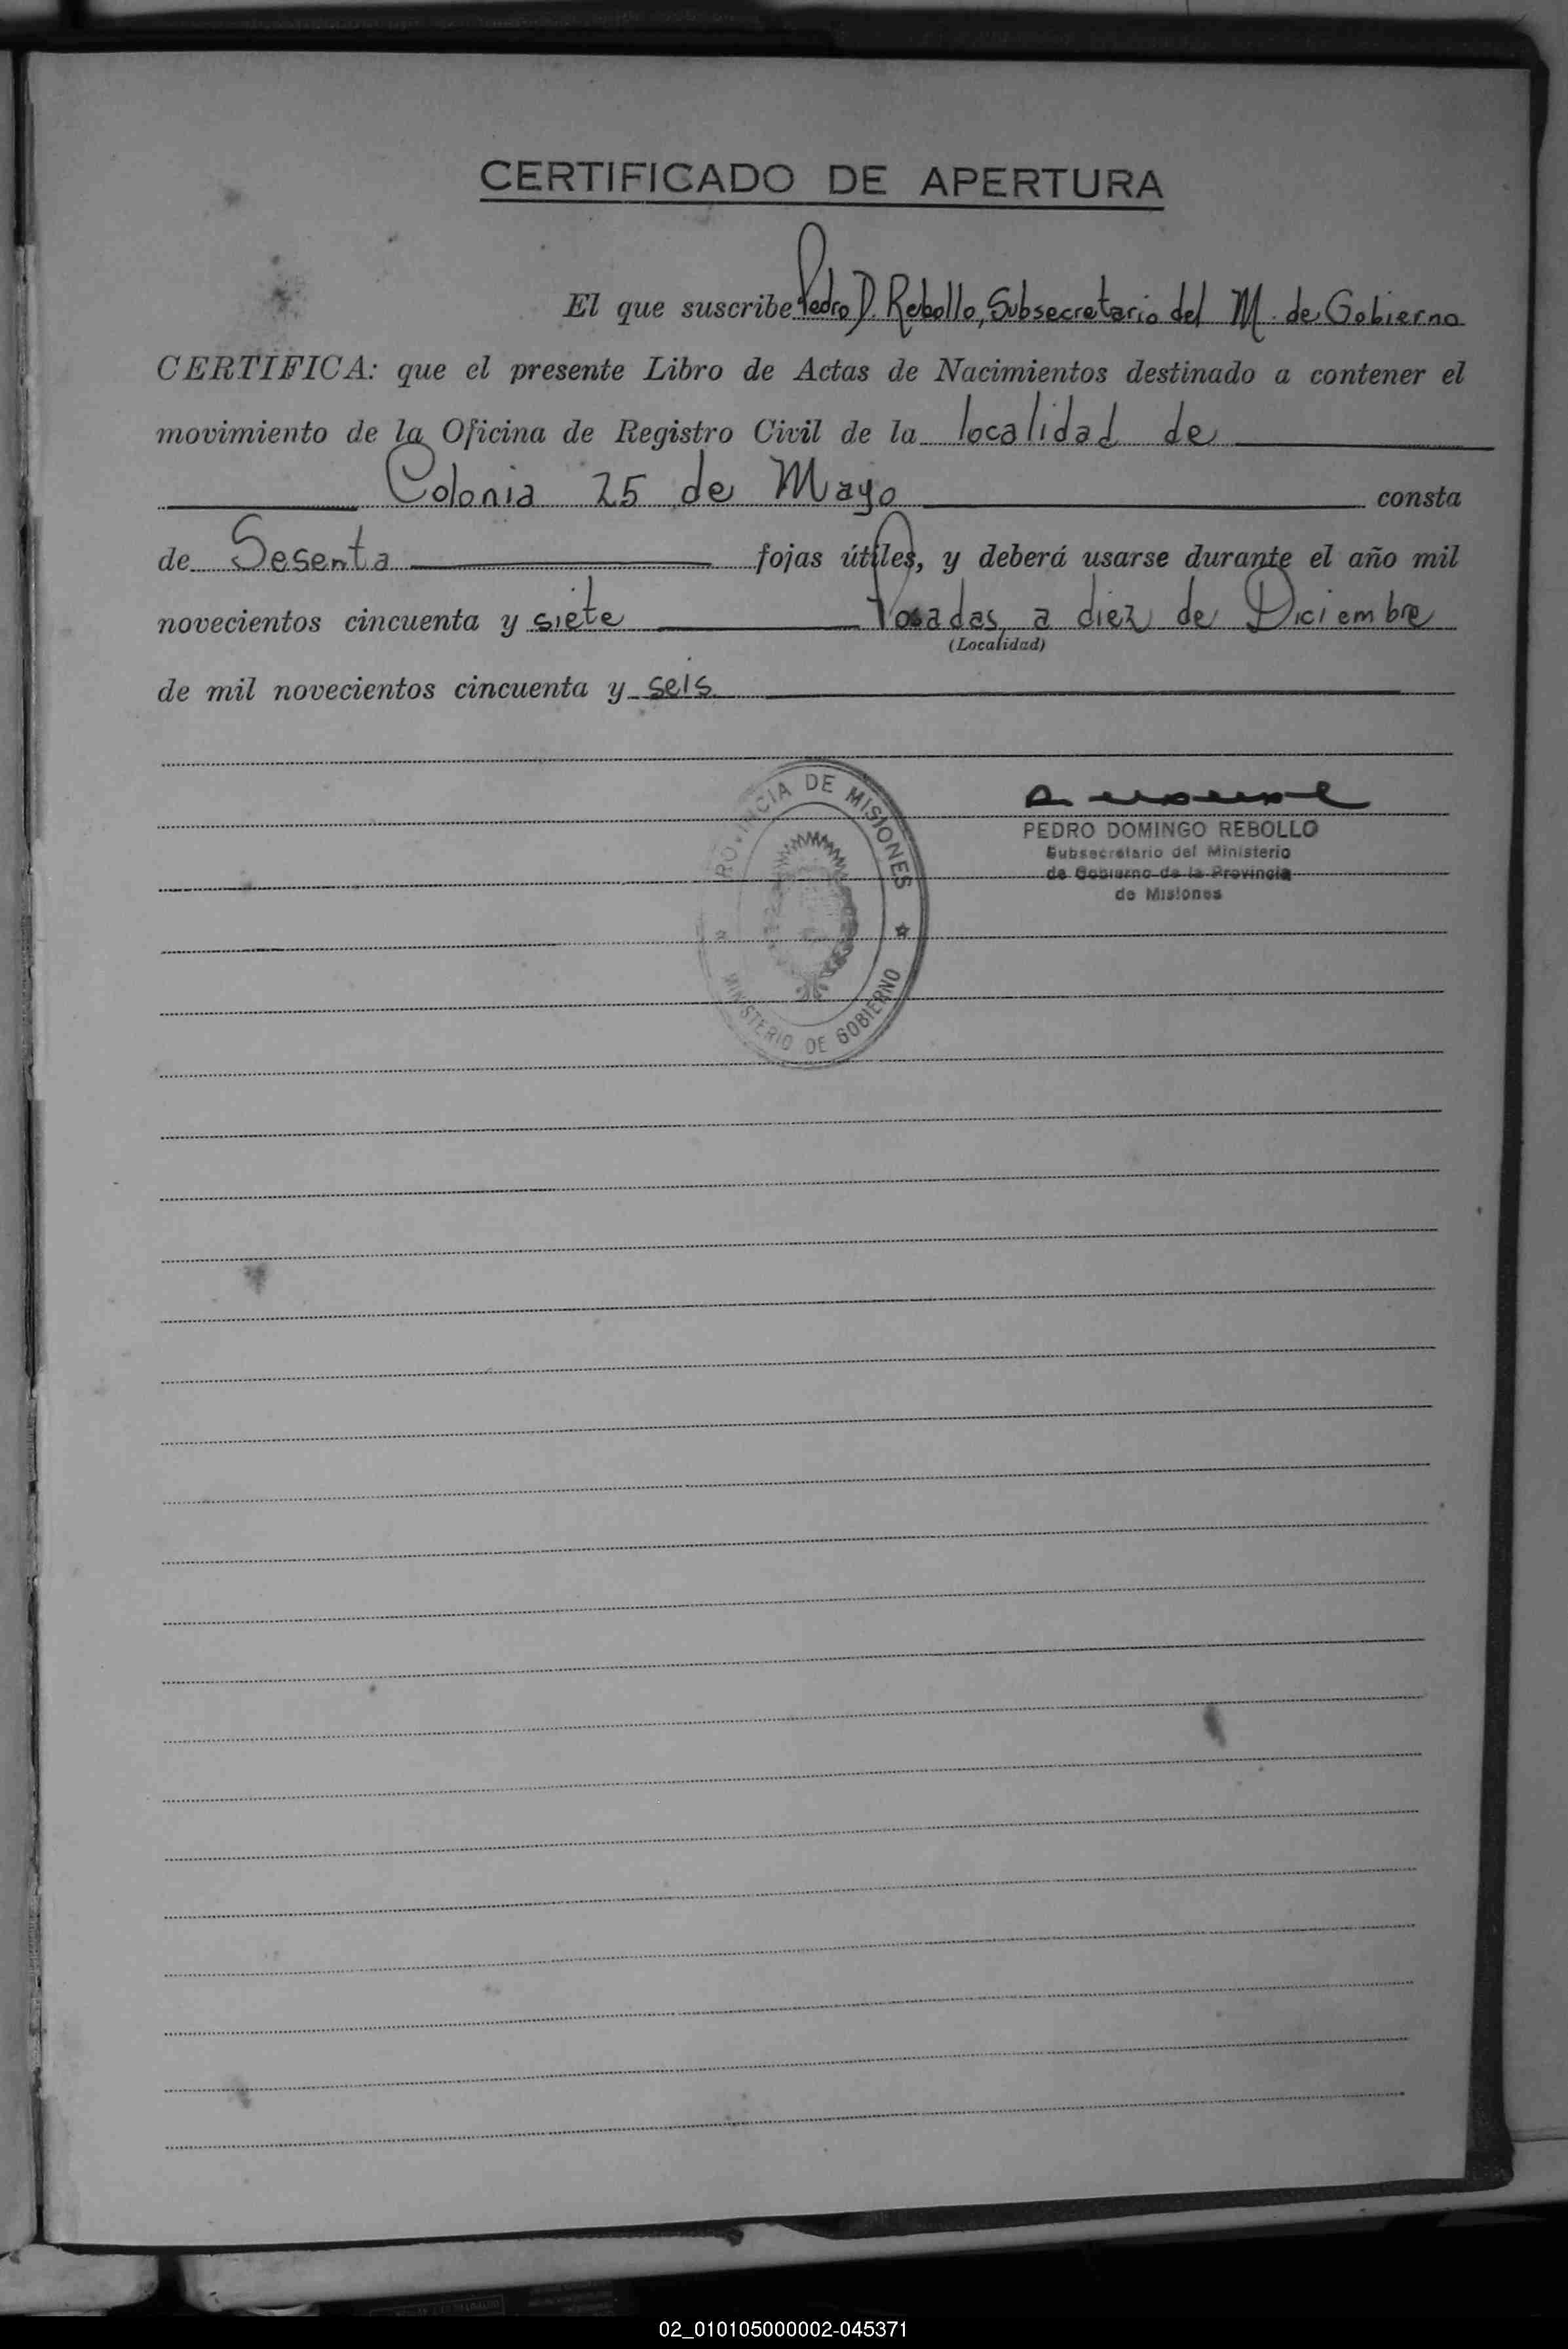 CERTIFICADO DE APERTURA
El que suscribe Pedro D. Rebollo, Subsecretario del M. de Gobierno
CERTIFICA: que el presente Libro de Actas de Nacimientos destinado a contener el
movimiento de la Oficina de Registro Civil de la localidad de
Colonia 25 de Mayo consta
de Sesenta fojas útiles, y deberá usarse durante el año mil
novecientos cincuenta y siete Posadas, a diez de Diciembre
(Localidad)
de mil novecientos cincuenta y seis
PROVINCIA DE MISIONES
MINISTERIO DE GOBIERNO
PEDRO DOMINGO REBOLLO
Subsecretario del Ministerio
de Gobierno de la Provincia
de Misiones
02_010105000002-045371